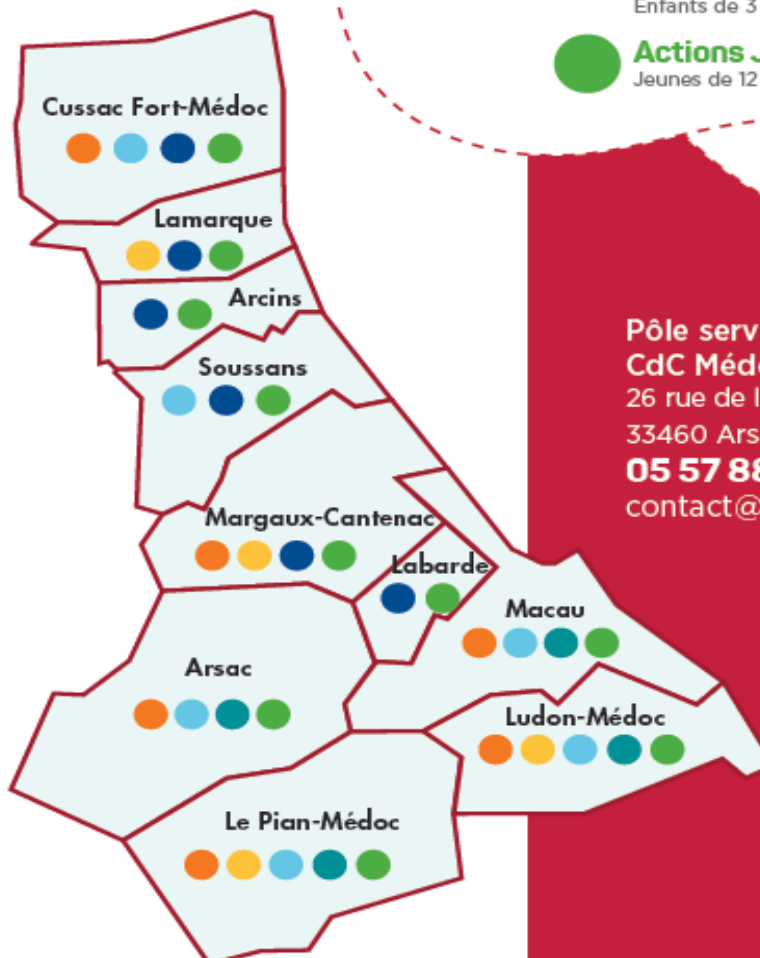 Enfants de 3
Actions J
Jeunes de 12
Cussac Fort-Médoc
Lamarque
Arcins
Soussans
Margaux-Cantenac
Labarde
Macau
Arsac
Ludon-Médoc
Le Pian-Médoc
Pôle serv
CdC Méd
26 rue de l
33460 Ars
05 57 88
contact@